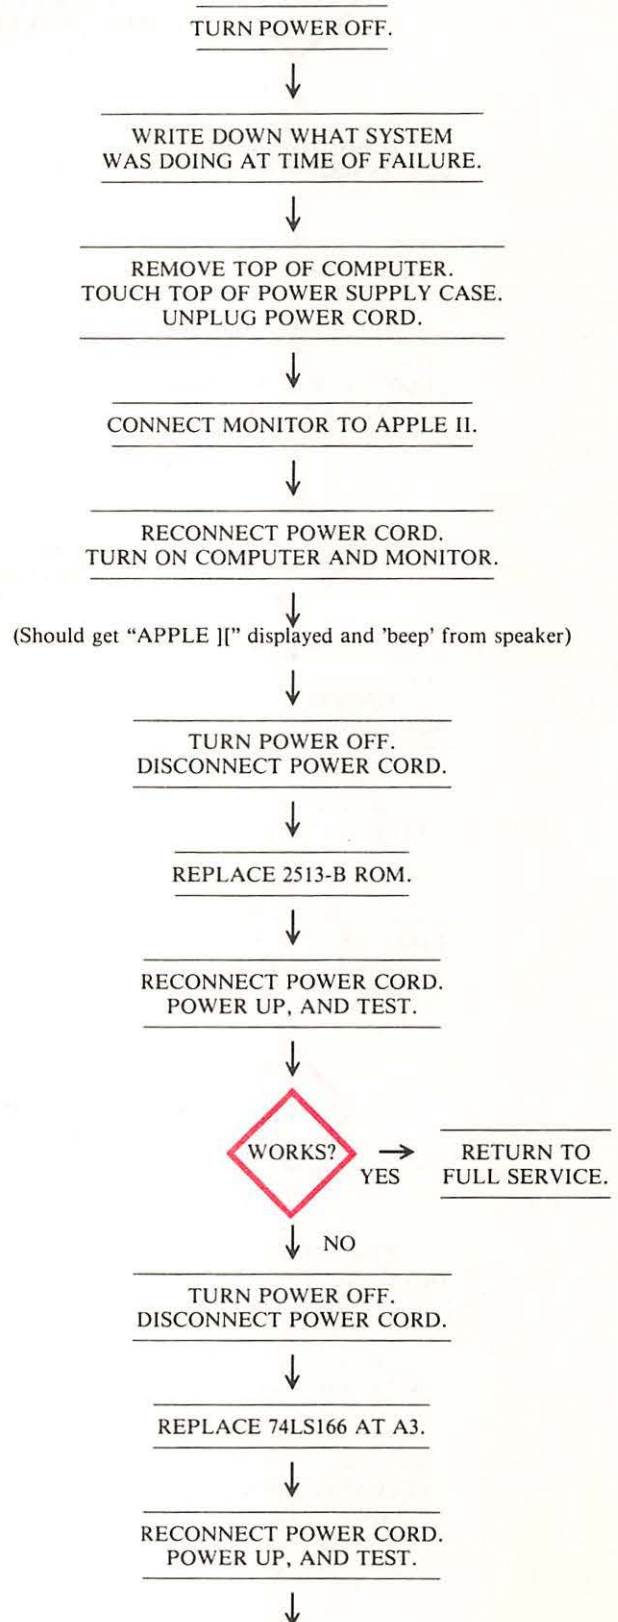 TURN POWER OFF.
WRITE DOWN WHAT SYSTEM
WAS DOING AT TIME OF FAILURE.
REMOVE TOP OF COMPUTER.
TOUCH TOP OF POWER SUPPLY CASE.
UNPLUG POWER CORD.
CONNECT MONITOR TO APPLE II.
RECONNECT POWER CORD.
TURN ON COMPUTER AND MONITOR.
(Should get “APPLE ][” displayed and 'beep' from speaker)
TURN POWER OFF.
DISCONNECT POWER CORD.
REPLACE 2513-B ROM.
RECONNECT POWER CORD.
POWER UP, AND TEST.
WORKS?
YES
RETURN TO
FULL SERVICE.
NO
TURN POWER OFF.
DISCONNECT POWER CORD.
REPLACE 74LS166 AT A3.
RECONNECT POWER CORD.
POWER UP, AND TEST.